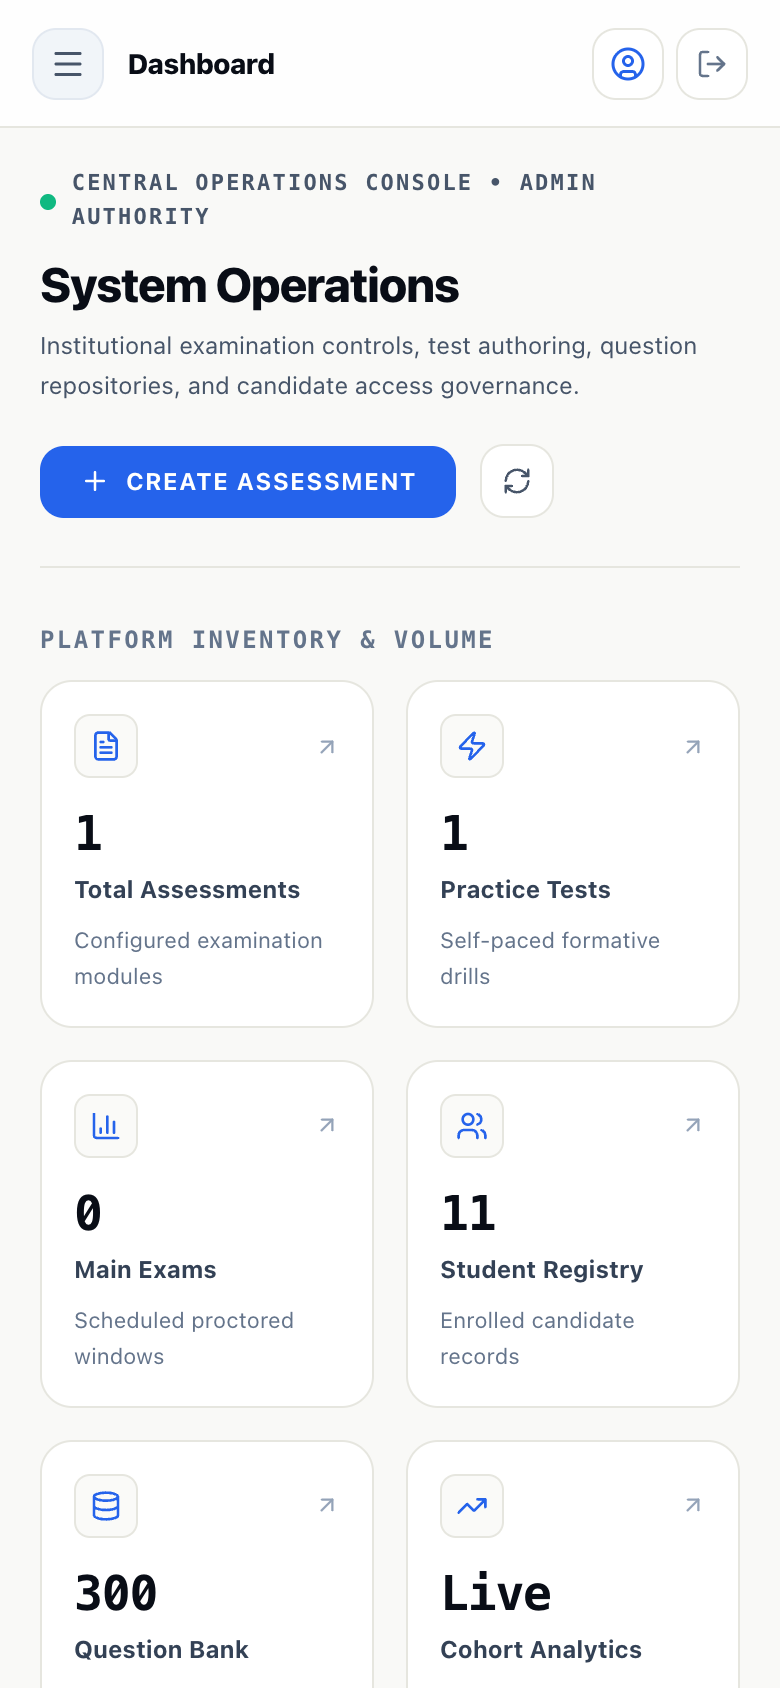 Dashboard
CENTRAL OPERATIONS CONSOLE • ADMIN
AUTHORITY
System Operations
Institutional examination controls, test authoring, question
repositories, and candidate access governance.
CREATE ASSESSMENT
PLATFORM INVENTORY & VOLUME
1
Total Assessments
Configured examination
modules
1
Practice Tests
Self-paced formative
drills
0
Main Exams
Scheduled proctored
windows
11
Student Registry
Enrolled candidate
records
300
Question Bank
Live
Cohort Analytics